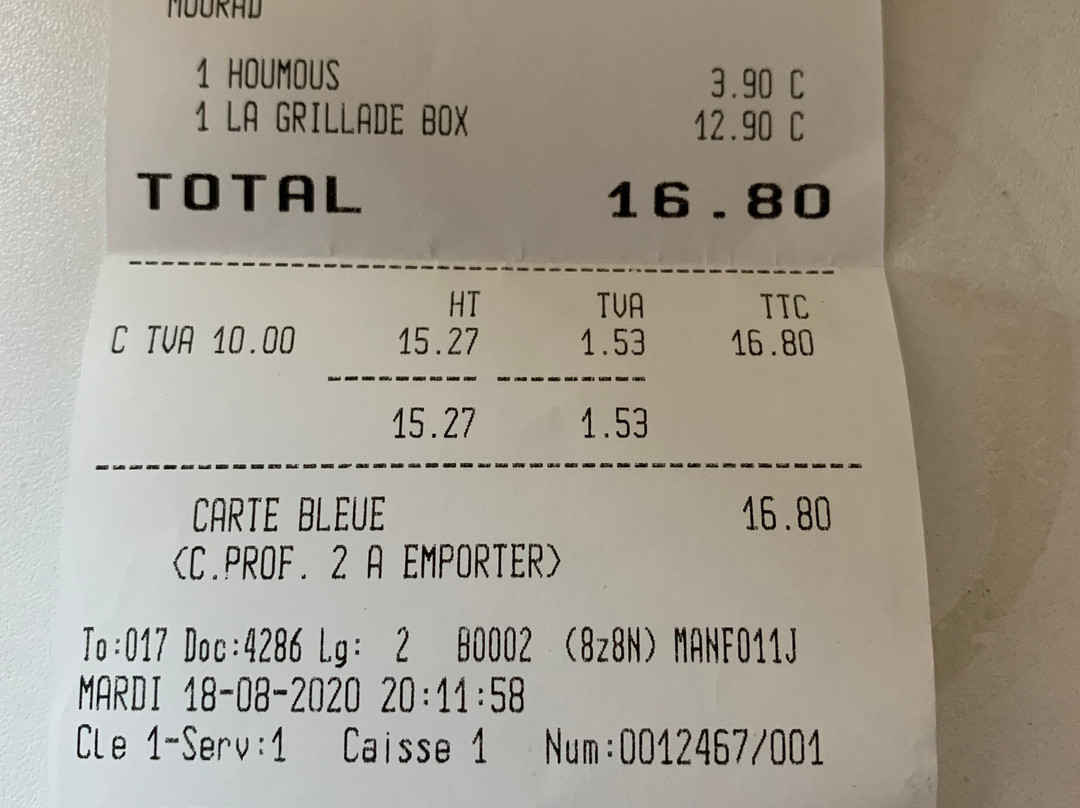 MOURAD
1 HOUMOUS 3.90 C
1 LA GRILLADE BOX 12.90 C
TOTAL 16.80
HT TVA TTC
C TVA 10.00 15.27 1.53 16.80
15.27 1.53
CARTE BLEUE 16.80
(C.PROF. 2 A EMPORTER)
To:017 Doc:4286 Lg: 2 B0002 (8z8N) MANF011J
MARDI 18-08-2020 20:11:58
Cle 1-Serv:1 Caisse 1 Num:0012467/001